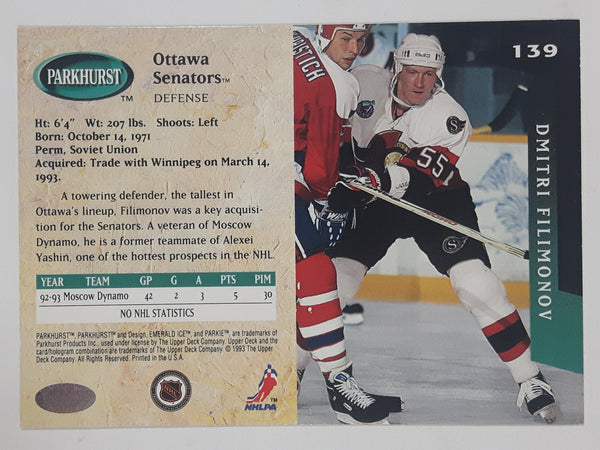 PARKHURST™
Ottawa
Senators™
DEFENSE
Ht: 6'4" Wt: 207 lbs. Shoots: Left
Born: October 14, 1971
Perm, Soviet Union
Acquired: Trade with Winnipeg on March 14,
1993.
A towering defender, the tallest in
Ottawa's lineup, Filimonov was a key acquisi-
tion for the Senators. A veteran of Moscow
Dynamo, he is a former teammate of Alexei
Yashin, one of the hottest prospects in the NHL.
YEAR TEAM GP G A PTS PIM
92-93 Moscow Dynamo 42 2 3 5 30
NO NHL STATISTICS
PARKHURST™, PARKHURST™ and Design, EMERALD ICE™, and PARKIE™, are trademarks of
Parkhurst Products Inc., used under license by The Upper Deck Company. Upper Deck and the
card/hologram combination are trademarks of The Upper Deck Company. © 1993 The Upper
Deck Company. All Rights Reserved. Printed in the U.S.A.
NHL
NHLPA™
139
DMITRI FILIMONOV
55